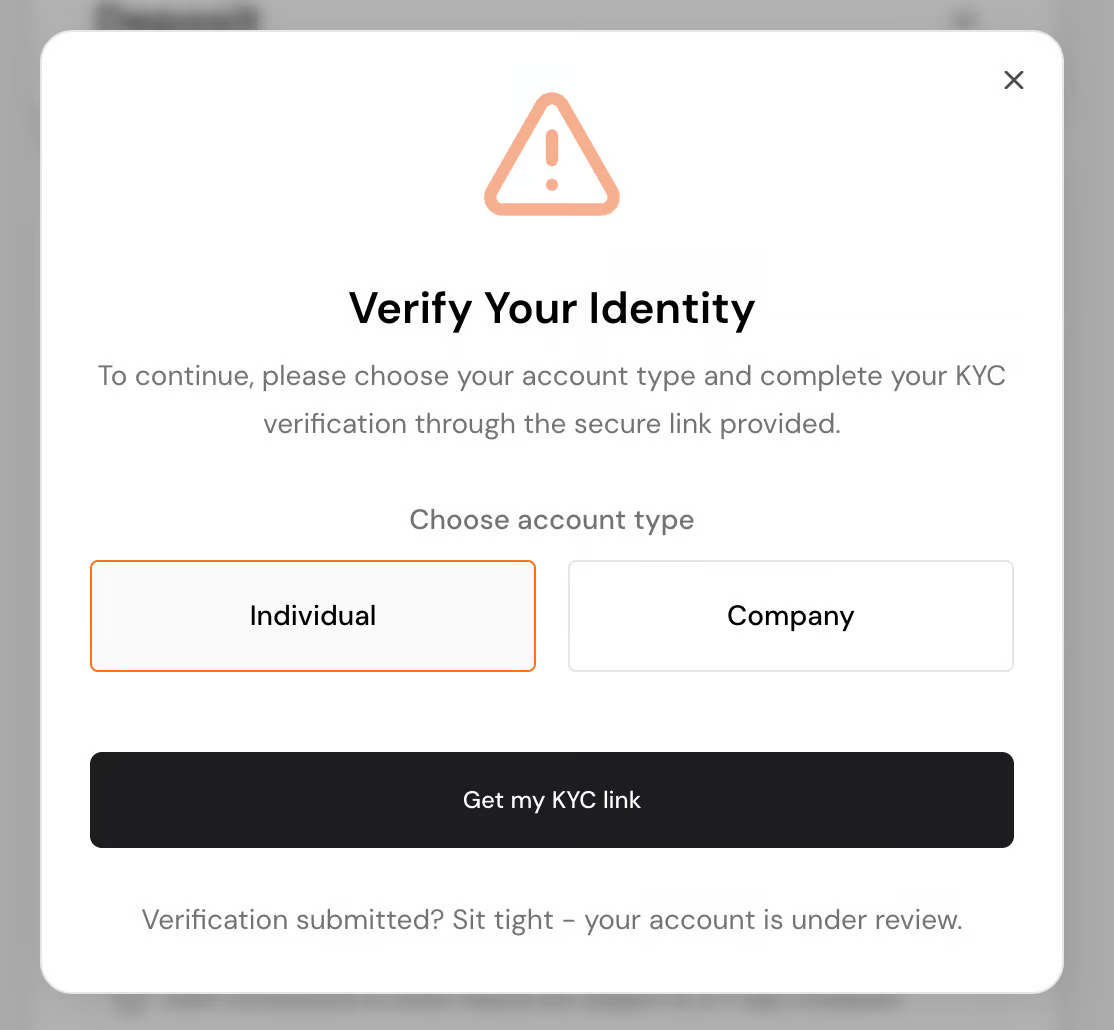 Deposit
Verify Your Identity
To continue, please choose your account type and complete your KYC
verification through the secure link provided.
Choose account type
Individual
Company
Get my KYC link
Verification submitted? Sit tight – your account is under review.